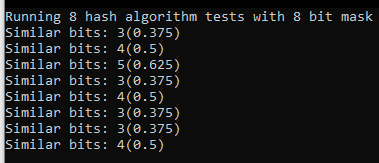 Running 8 hash algorithm tests with 8 bit mask
Similar bits: 3(0.375)
Similar bits: 4(0.5)
Similar bits: 5(0.625)
Similar bits: 3(0.375)
Similar bits: 4(0.5)
Similar bits: 3(0.375)
Similar bits: 3(0.375)
Similar bits: 4(0.5)